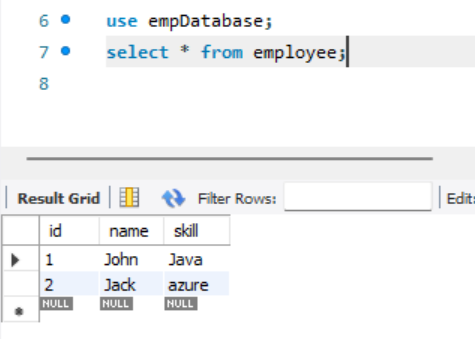 6 use empDatabase;
7 select * from employee;
8
Result Grid Filter Rows: Edit:
id name skill
1 John Java
2 Jack azure
NULL NULL NULL